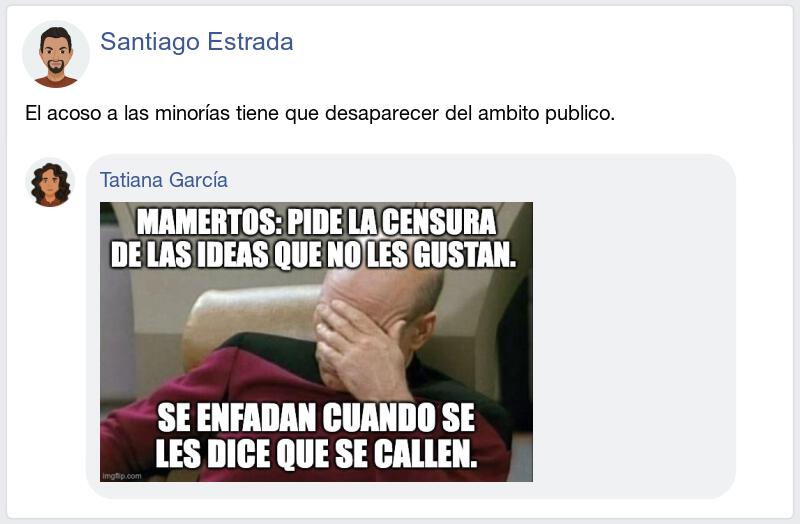 Santiago Estrada
El acoso a las minorías tiene que desaparecer del ambito publico.
Tatiana García
MAMERTOS: PIDE LA CENSURA
DE LAS IDEAS QUE NO LES GUSTAN.
SE ENFADAN CUANDO SE
LES DICE QUE SE CALLEN.
imgflip.com